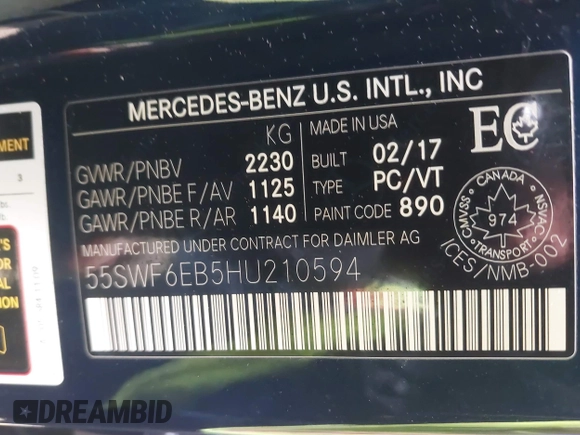 MERCEDES-BENZ U.S. INTL., INC
KG
GVWR/PNBV 2230
GAWR/PNBE F/AV 1125
GAWR/PNBE R/AR 1140
MADE IN USA
BUILT 02/17
TYPE PC/VT
PAINT CODE 890
EC
CANADA
CMVSS 974 NSVAC
TRANSPORT
ICES/NMB-002
MANUFACTURED UNDER CONTRACT FOR DAIMLER AG
55SWF6EB5HU210594
MENT
3
DREAMBID